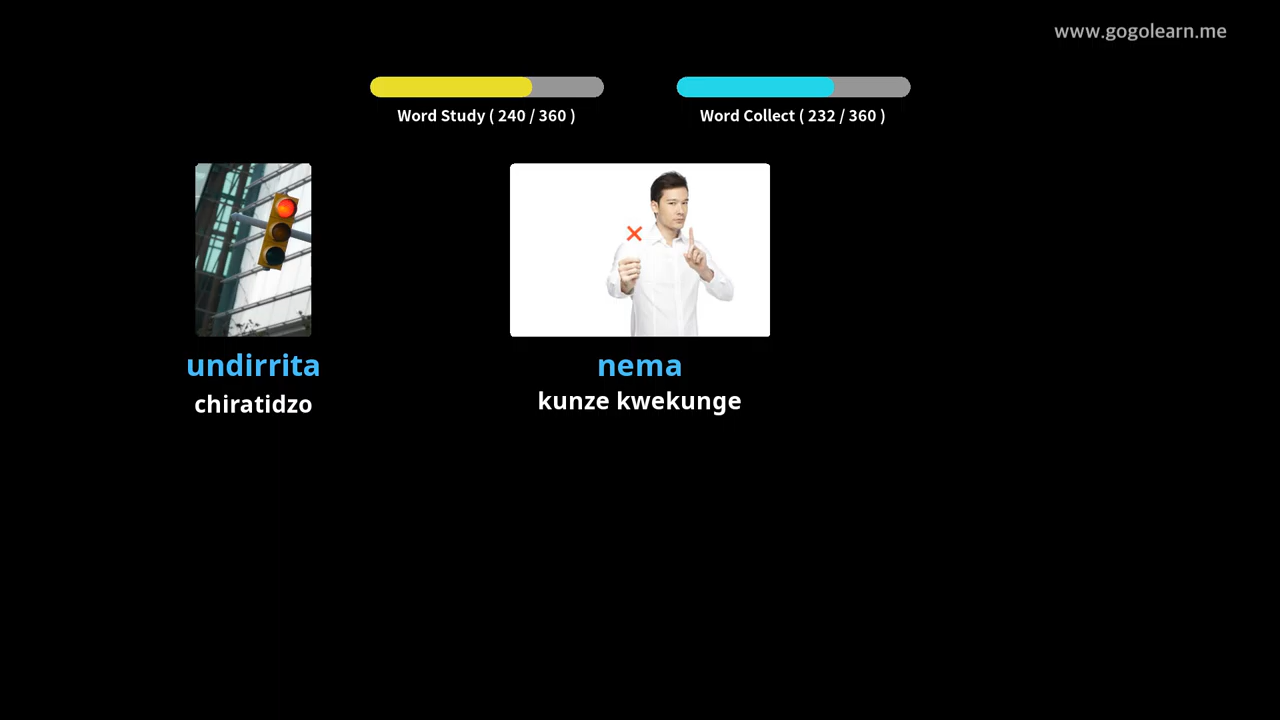 www.gogolearn.me
Word Study ( 240 / 360 )
Word Collect ( 232 / 360 )
undirrita
chiratidzo
nema
kunze kwekunge